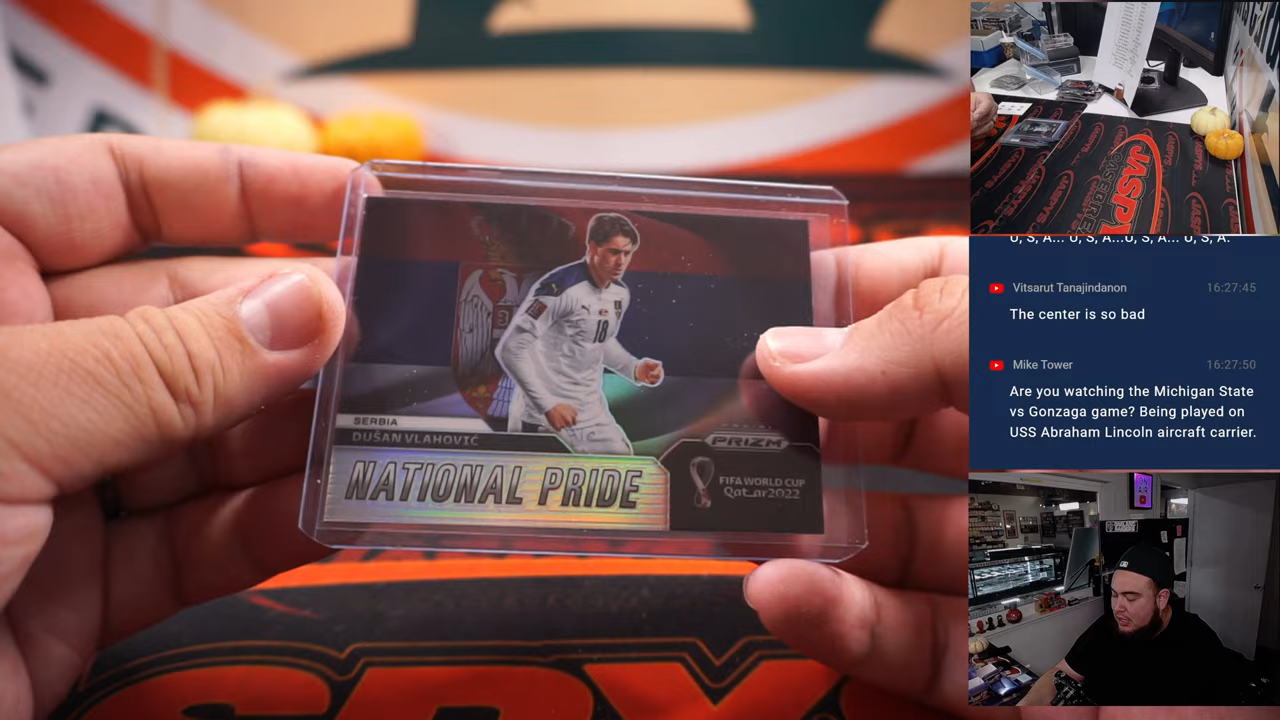 18
SERBIA
DUŠAN VLAHOVIĆ
NATIONAL PRIDE
PRIZM
FIFA WORLD CUP
Qatar2022
U, S, A... U, S, A...U, S, A... U, S, A.
Vitsarut Tanajindanon
16:27:45
The center is so bad
Mike Tower
16:27:50
Are you watching the Michigan State
vs Gonzaga game? Being played on
USS Abraham Lincoln aircraft carrier.